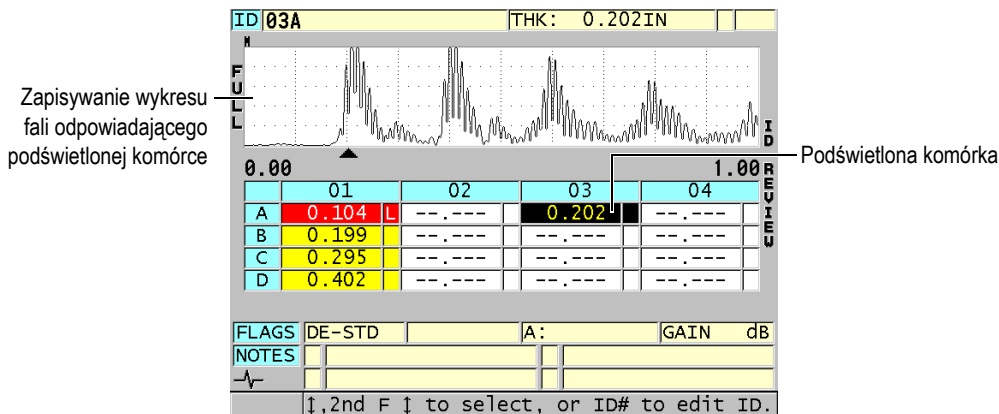 ID 03A THK: 0.202IN
M
FULL
Zapisywanie wykresu
fali odpowiadającego
podświetlonej komórce
ID REVIEW
Podświetlona komórka
0.00 1.00
01 02 03 04
A 0.104 L --.--- 0.202 --.---
B 0.199 --.--- --.--- --.---
C 0.295 --.--- --.--- --.---
D 0.402 --.--- --.--- --.---
FLAGS DE-STD A: GAIN dB
NOTES
↕,2nd F ↕ to select, or ID# to edit ID.